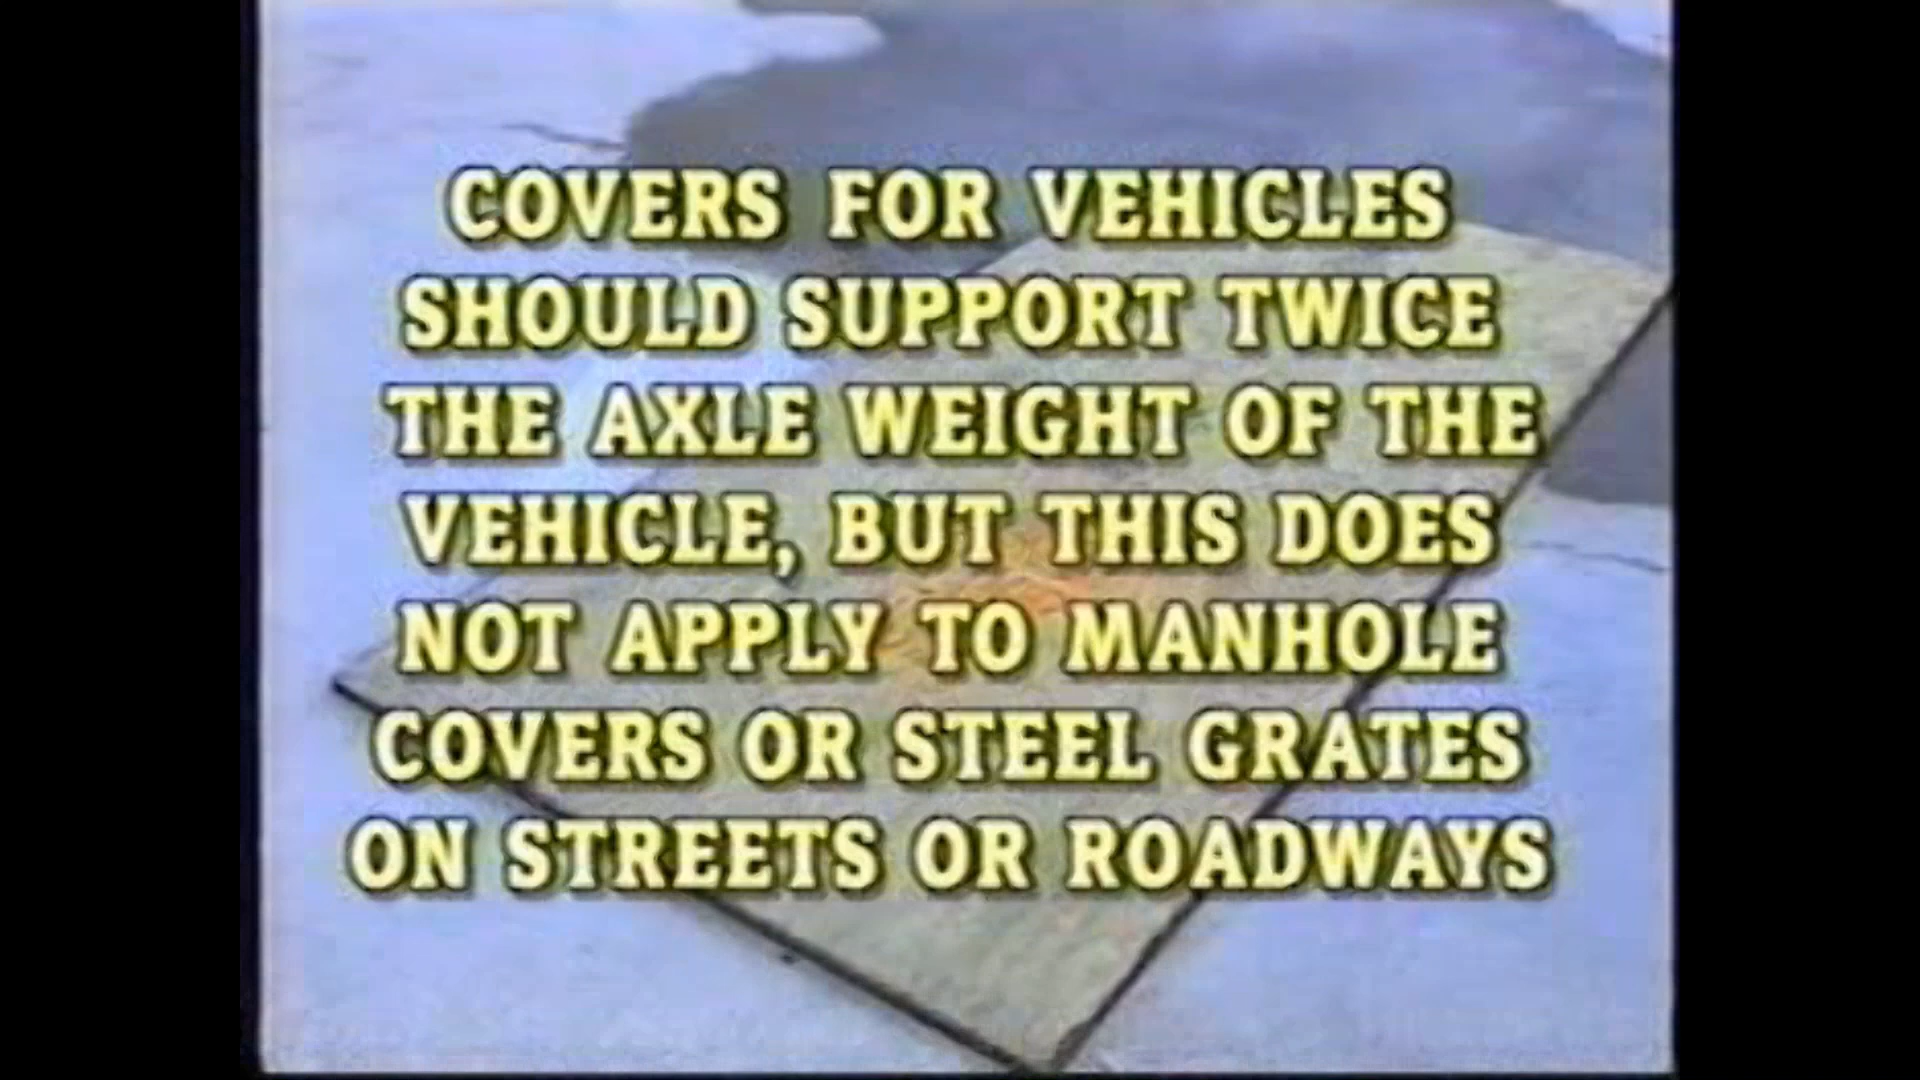 COVERS FOR VEHICLES
SHOULD SUPPORT TWICE
THE AXLE WEIGHT OF THE
VEHICLE, BUT THIS DOES
NOT APPLY TO MANHOLE
COVERS OR STEEL GRATES
ON STREETS OR ROADWAYS